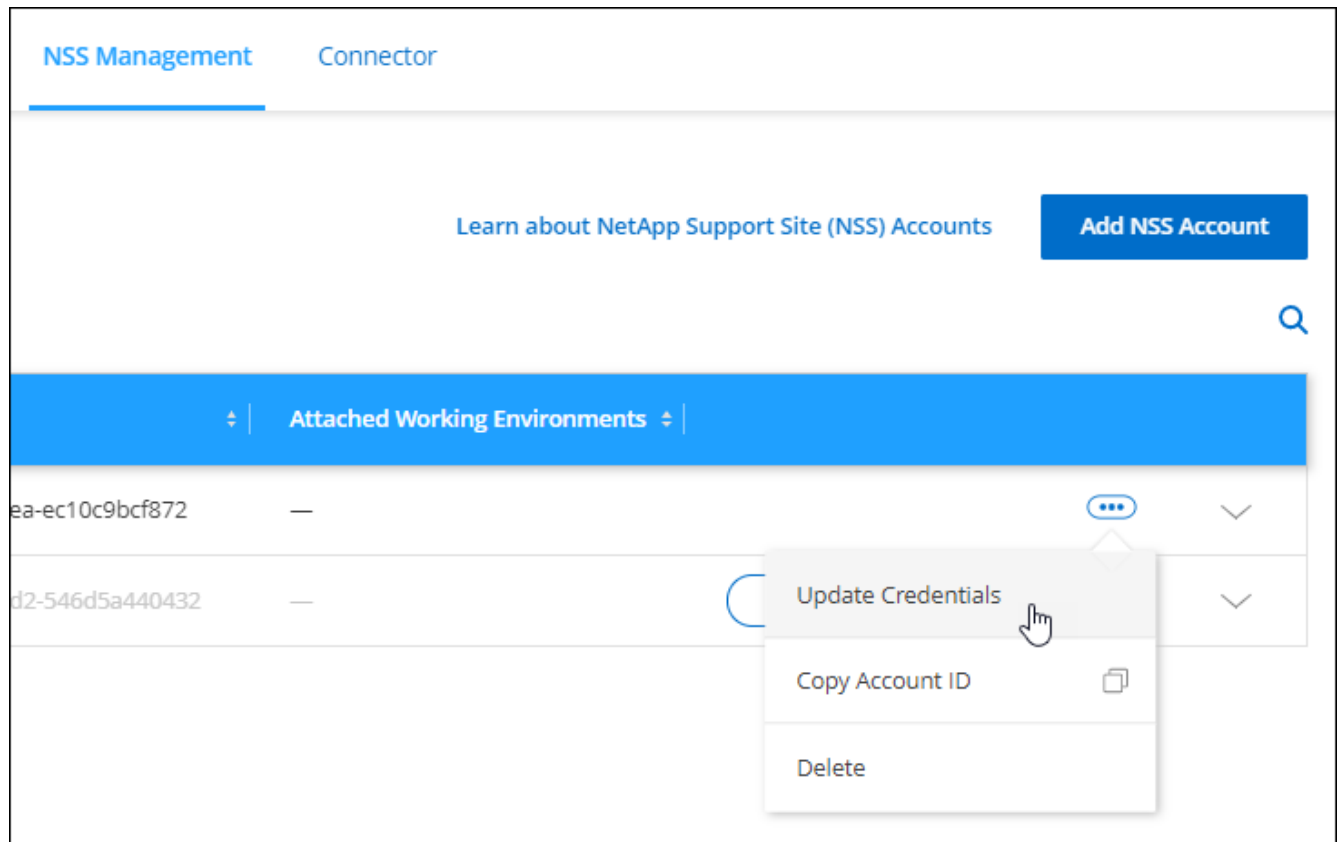 NSS Management Connector
Learn about NetApp Support Site (NSS) Accounts Add NSS Account
Attached Working Environments
ea-ec10c9bcf872 —
d2-546d5a440432 —
Update Credentials
Copy Account ID
Delete